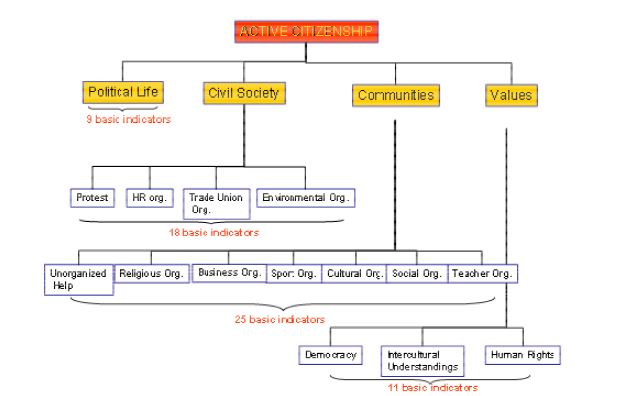 ACTIVE CITIZENSHIP
Political Life
Civil Society
Communities
Values
9 basic indicators
Protest
HR org.
Trade Union
Org.
Environmental Org.
18 basic indicators
Unorganized
Help
Religious Org.
Business Org.
Sport Org.
Cultural Org.
Social Org.
Teacher Org.
25 basic indicators
Democracy
Intercultural
Understandings
Human Rights
11 basic indicators